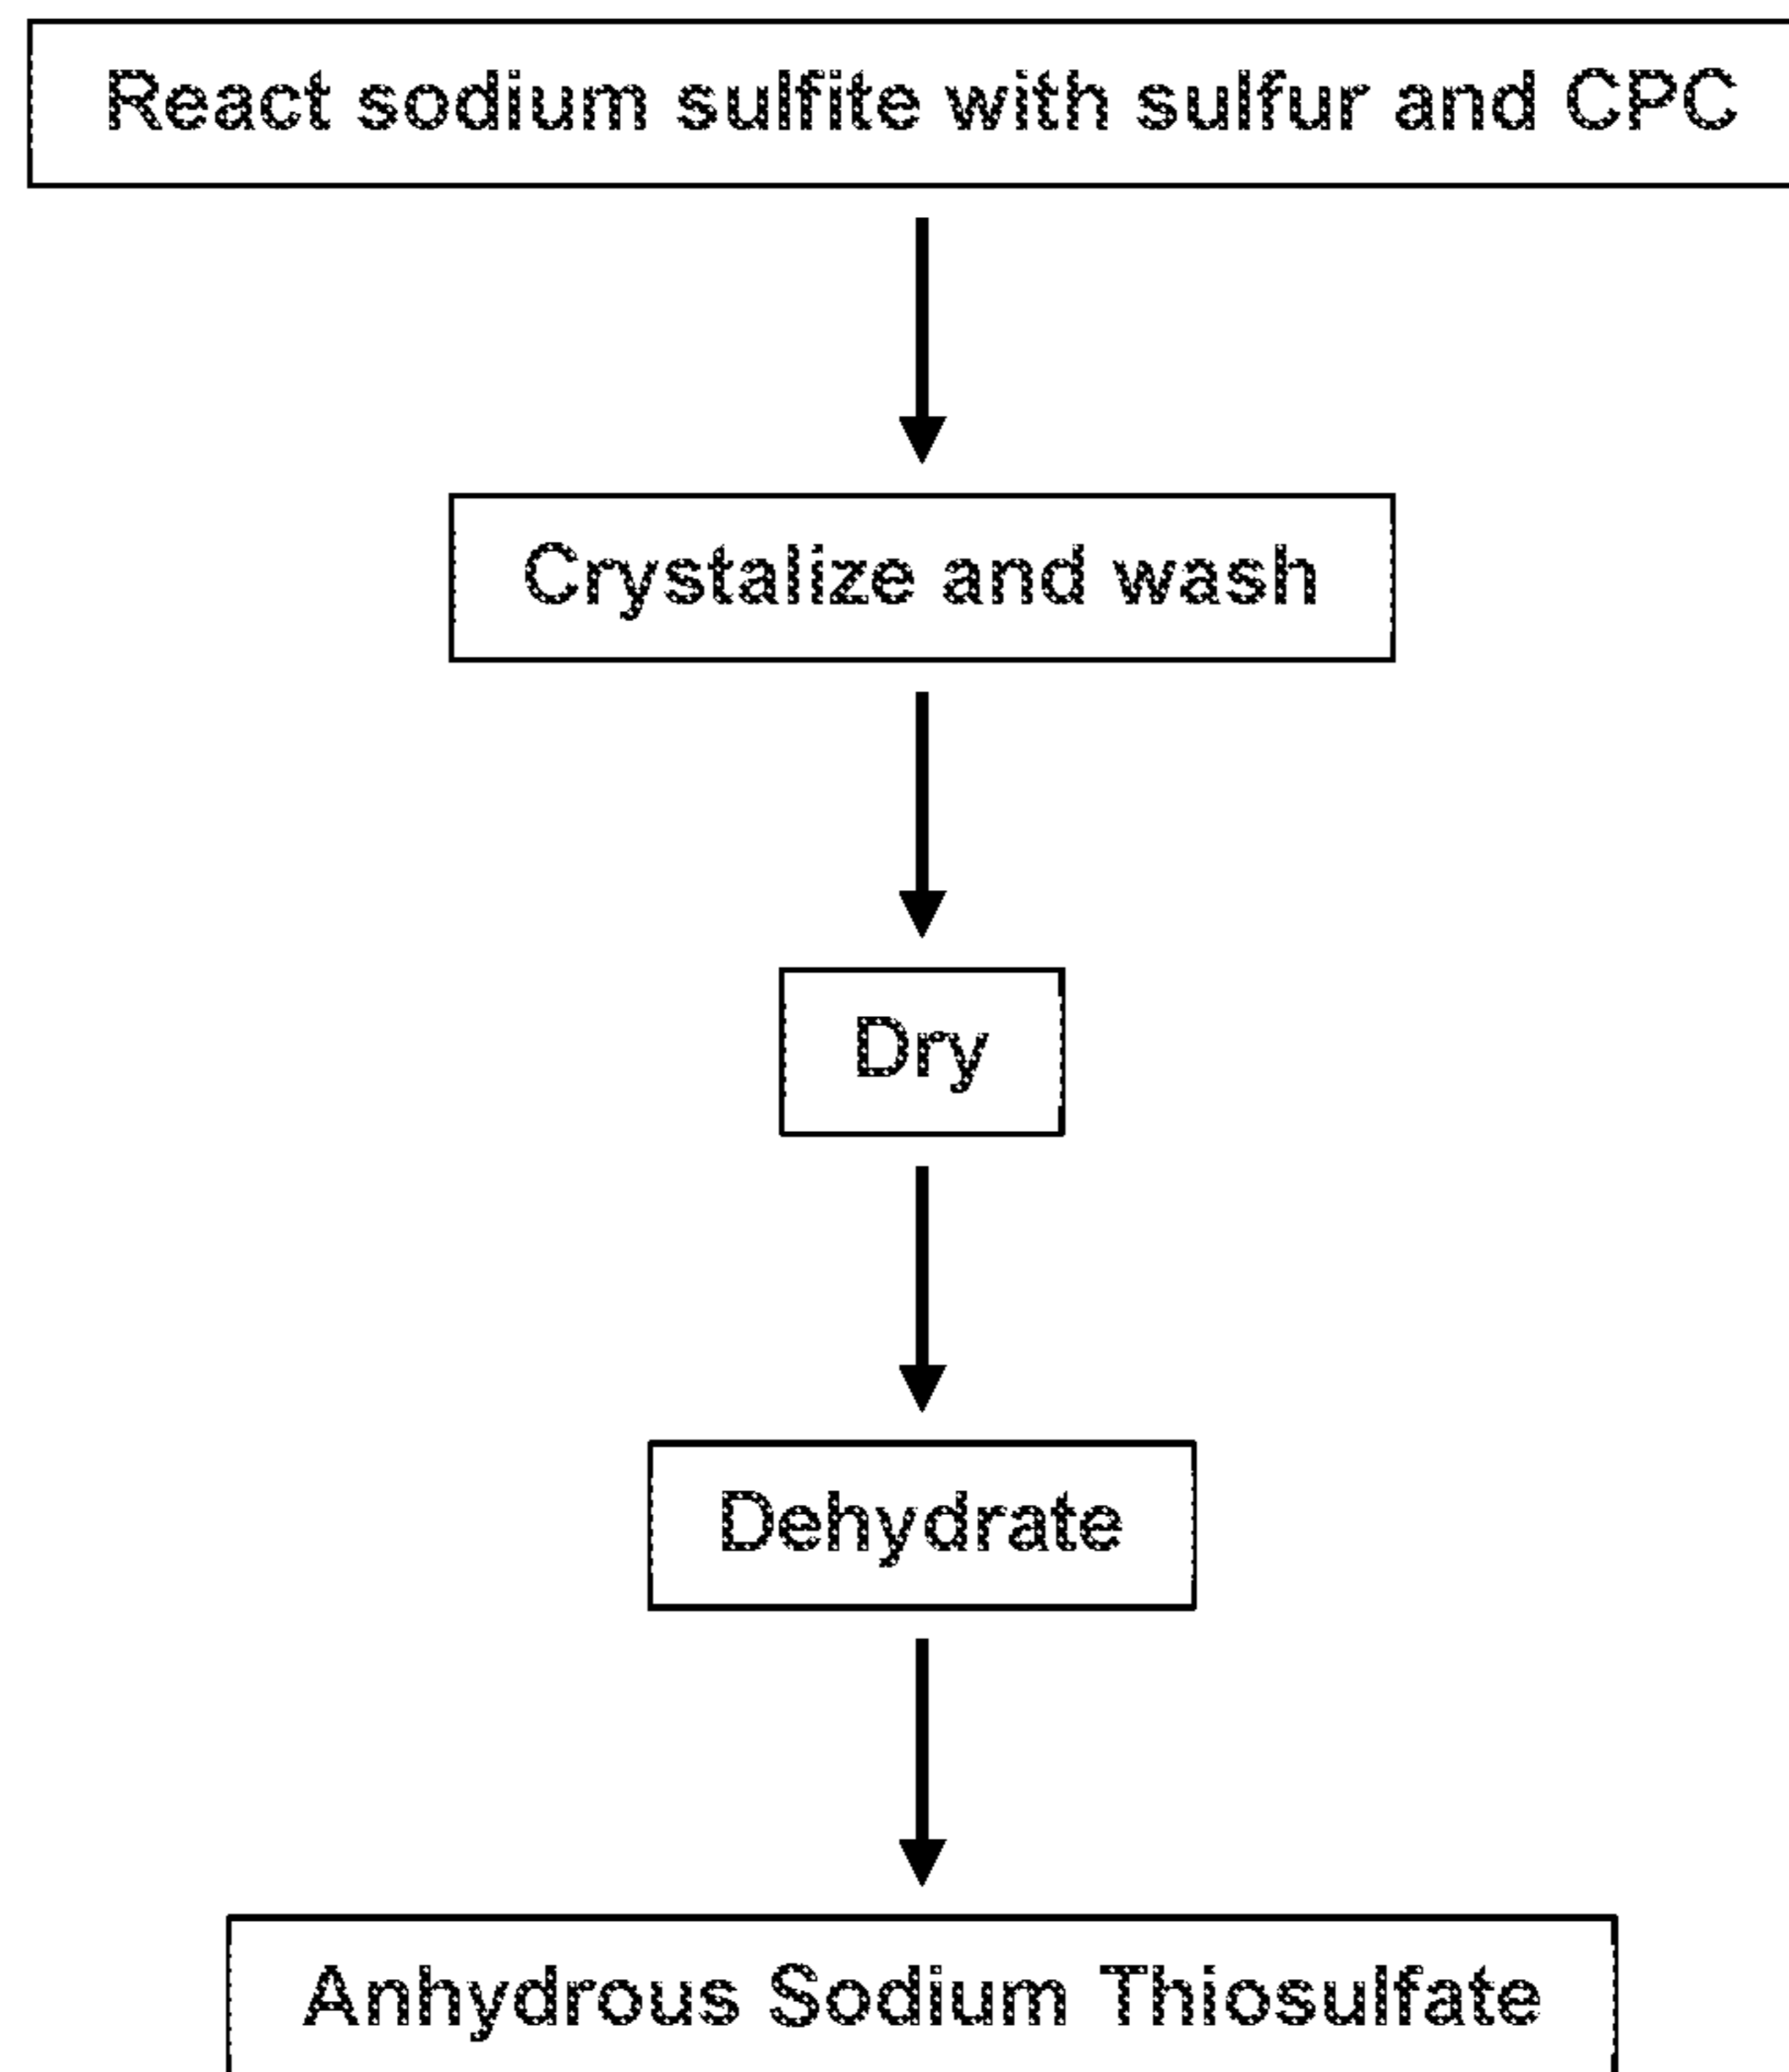 React sodium sulfite with sulfur and CPC
Crystalize and wash
Dry
Dehydrate
Anhydrous Sodium Thiosulfate